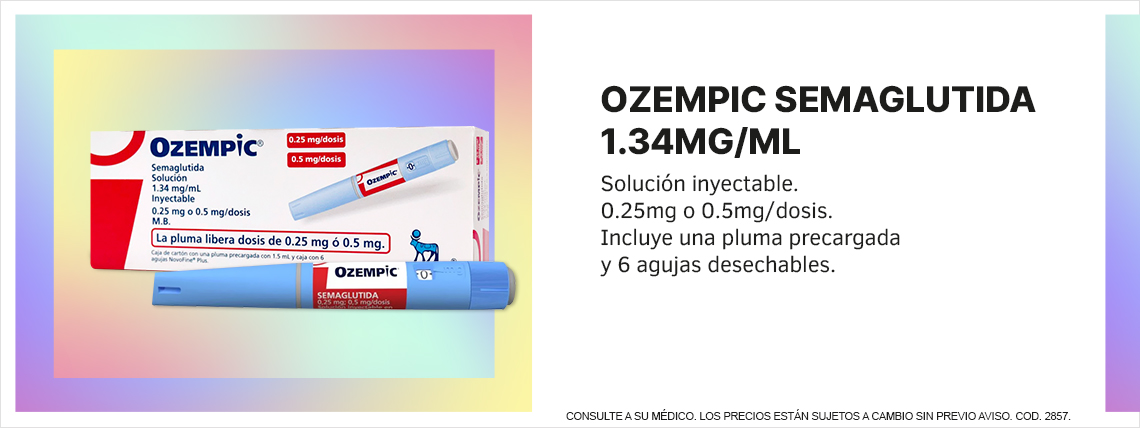 OZEMPIC®
0.25 mg/dosis
0.5 mg/dosis
Semaglutida
Solución
1.34 mg/mL
Inyectable
0.25 mg o 0.5 mg/dosis
M.B.
La pluma libera dosis de 0.25 mg ó 0.5 mg.
Caja de cartón con una pluma precargada con 1.5 mL y caja con 6
agujas NovoFine® Plus.
OZEMPIC®
OZEMPIC®
SEMAGLUTIDA
0,25 mg; 0,5 mg/dosis
OZEMPIC SEMAGLUTIDA
1.34MG/ML
Solución inyectable.
0.25mg o 0.5mg/dosis.
Incluye una pluma precargada
y 6 agujas desechables.
CONSULTE A SU MÉDICO. LOS PRECIOS ESTÁN SUJETOS A CAMBIO SIN PREVIO AVISO. COD. 2857.